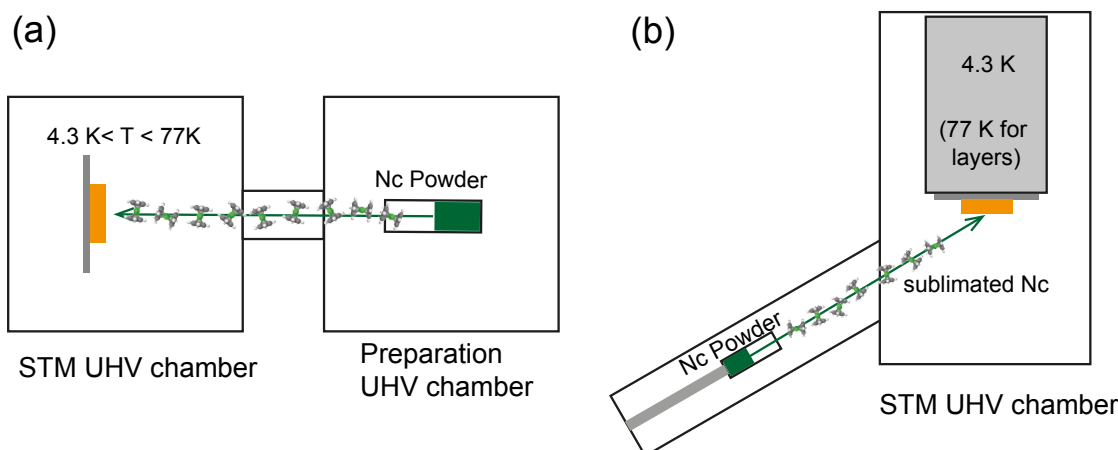 (a)
4.3 K< T < 77K
Nc Powder
STM UHV chamber
Preparation
UHV chamber
(b)
4.3 K
(77 K for
layers)
sublimated Nc
Nc Powder
STM UHV chamber